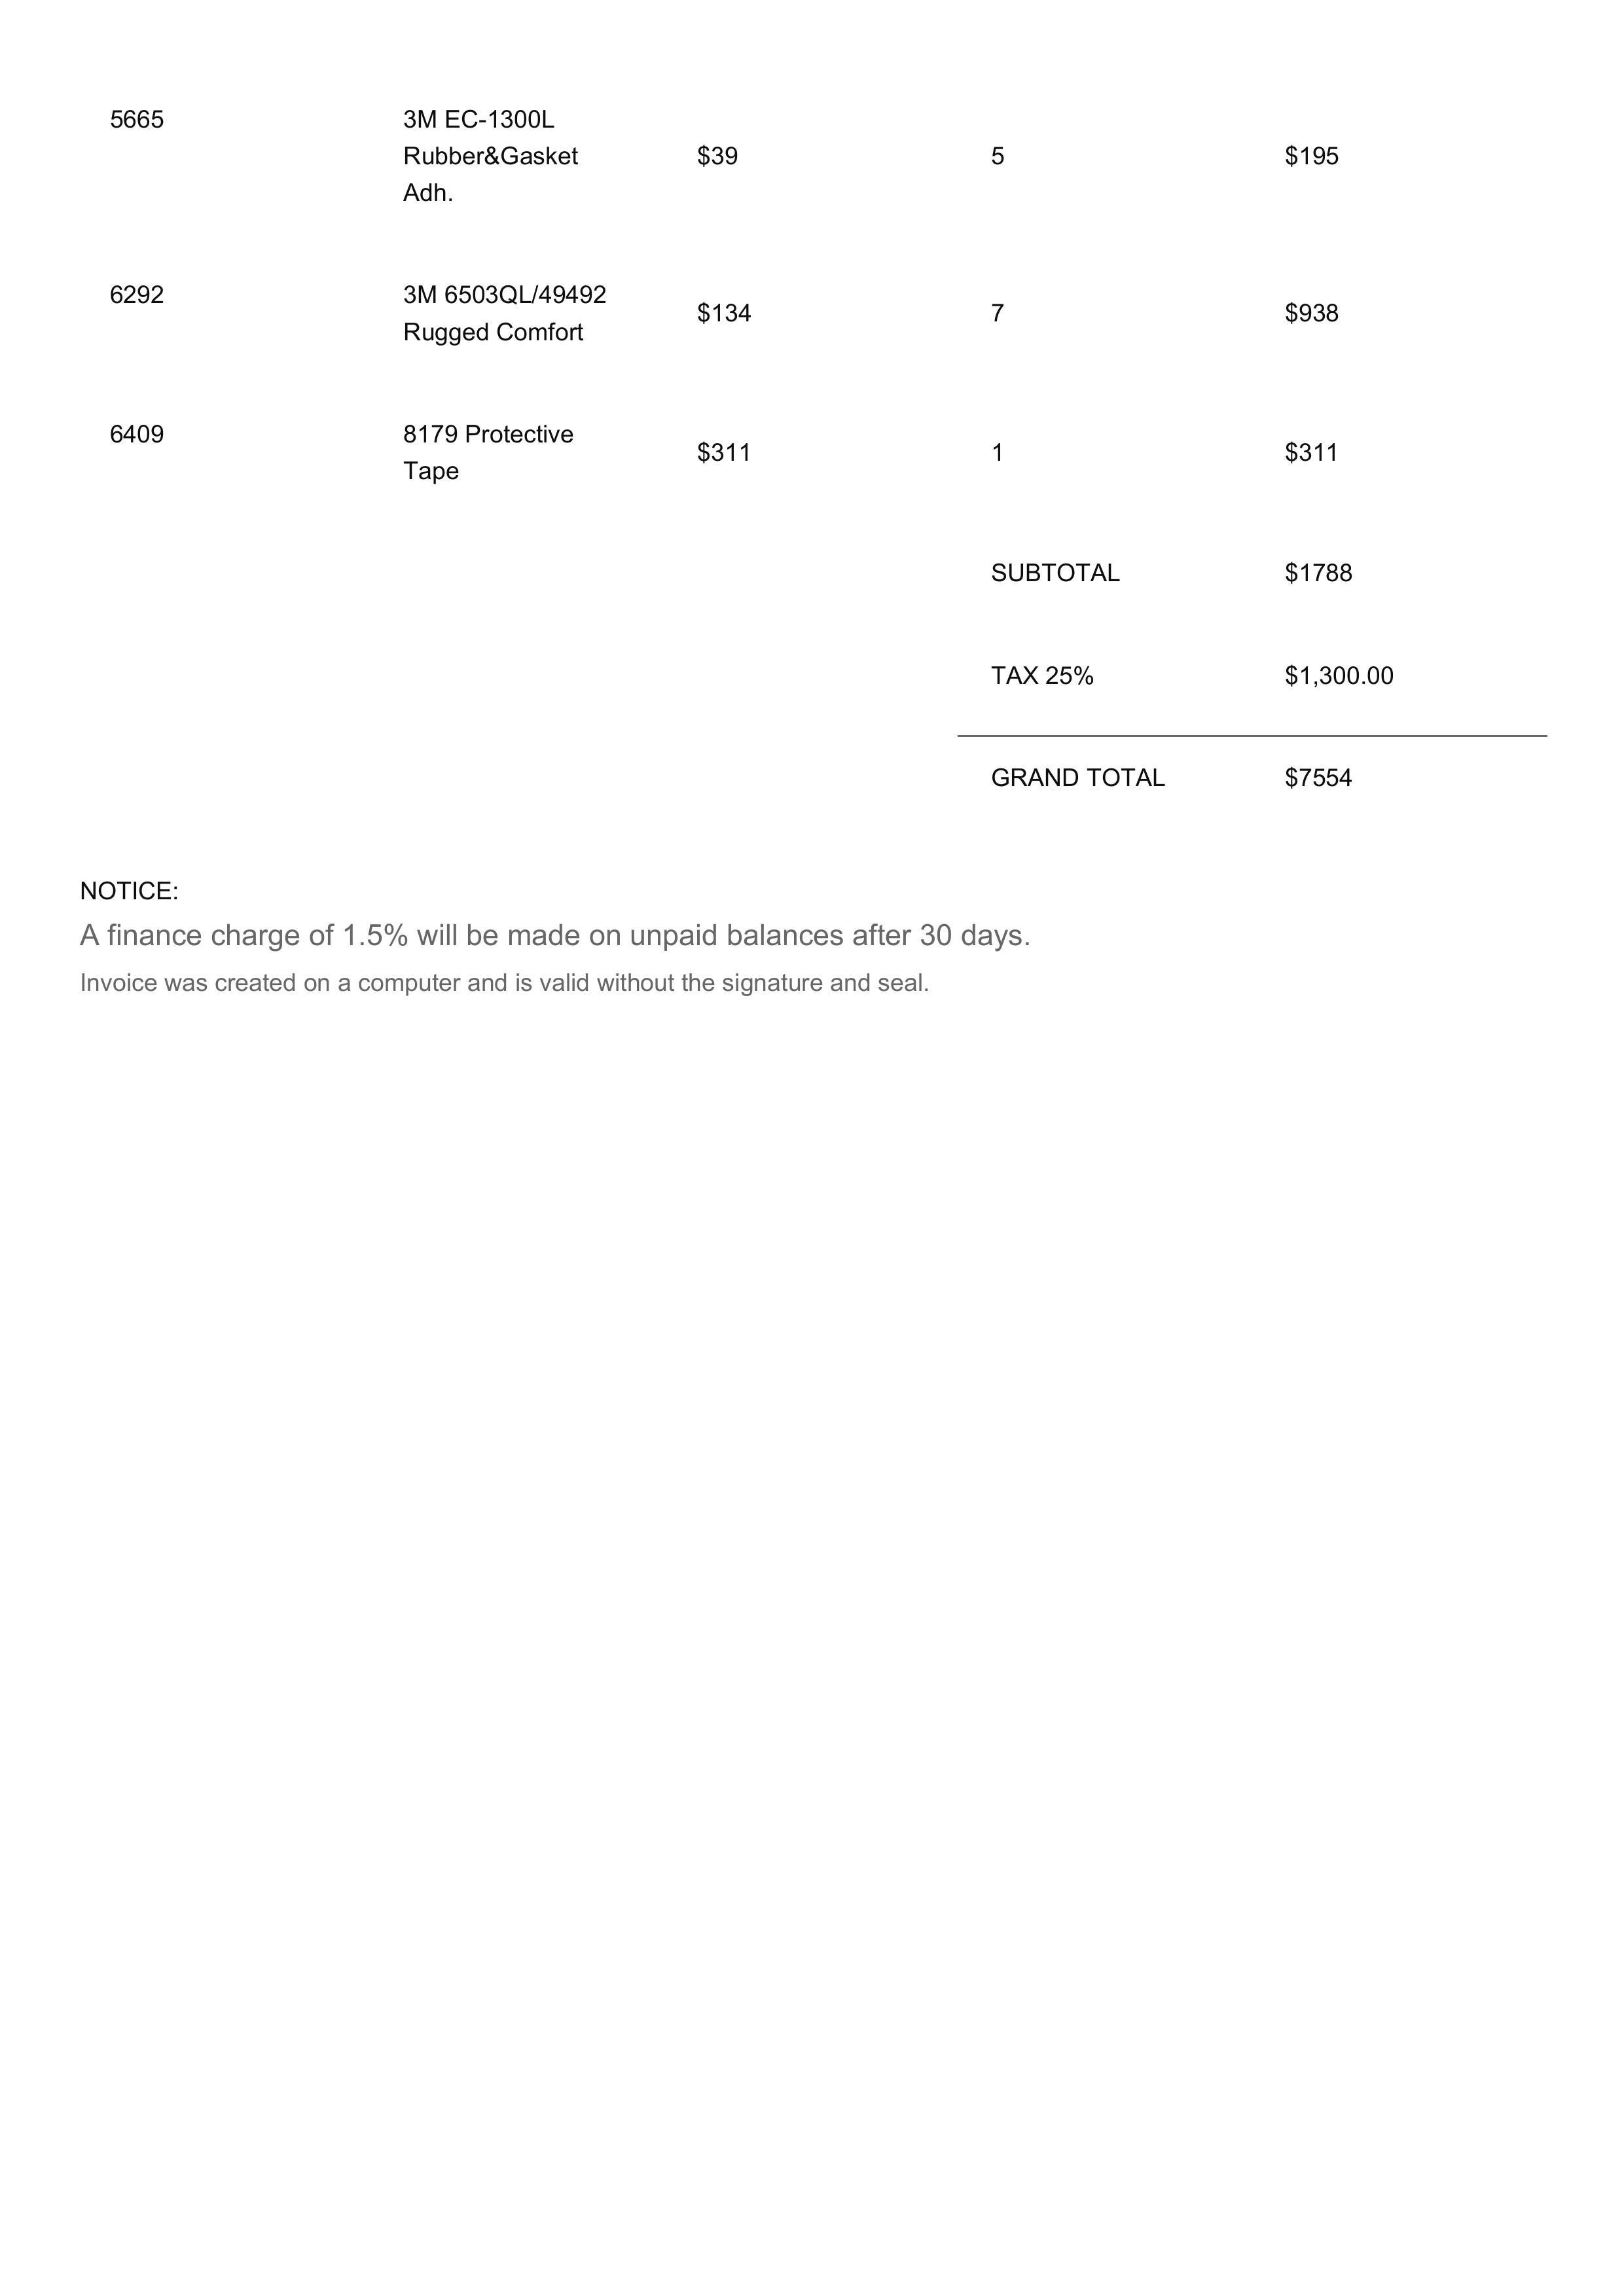 5665 3M EC-1300L
Rubber&Gasket $39 5 $195
Adh.
6292 3M 6503QL/49492
Rugged Comfort $134 7 $938
6409 8179 Protective
Tape $311 1 $311
SUBTOTAL $1788
TAX 25% $1,300.00
GRAND TOTAL $7554
NOTICE:
A finance charge of 1.5% will be made on unpaid balances after 30 days.
Invoice was created on a computer and is valid without the signature and seal.